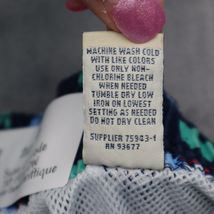 MACHINE WASH COLD
WITH LIKE COLORS
USE ONLY NON-
CHLORINE BLEACH
WHEN NEEDED
TUMBLE DRY LOW
IRON ON LOWEST
SETTING AS NEEDED
DO NOT DRY CLEAN
SUPPLIER 75943-1
RN 93677